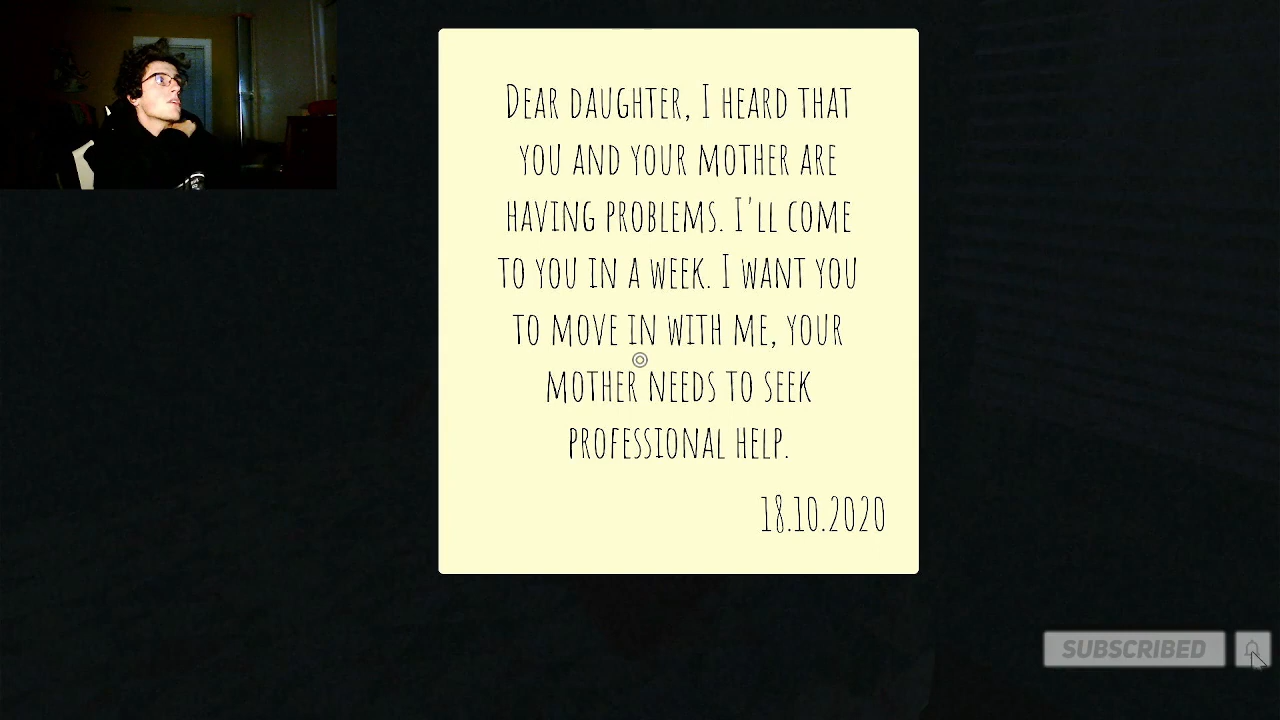 DEAR DAUGHTER, I HEARD THAT
YOU AND YOUR MOTHER ARE
HAVING PROBLEMS. I'LL COME
TO YOU IN A WEEK. I WANT YOU
TO MOVE IN WITH ME, YOUR
MOTHER NEEDS TO SEEK
PROFESSIONAL HELP.
18.10.2020
SUBSCRIBED